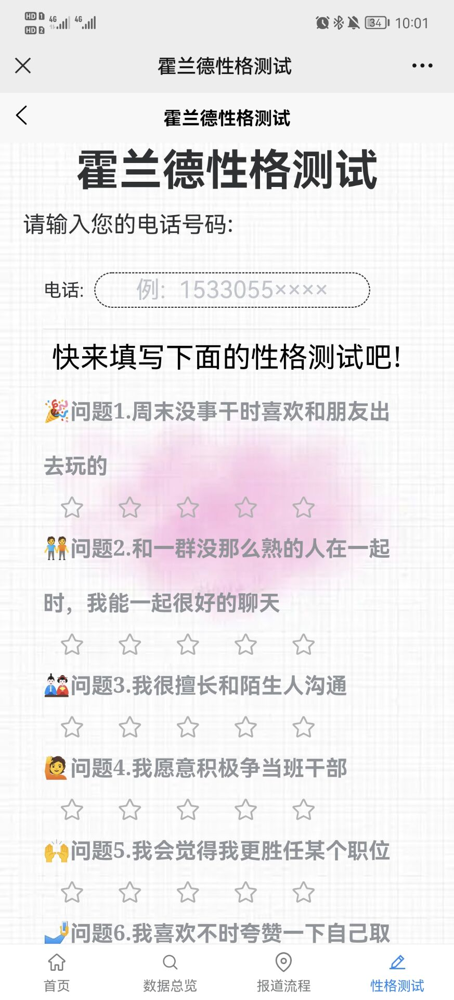 HD 1 4G 4G 34 10:01
HD 2
霍兰德性格测试
霍兰德性格测试
霍兰德性格测试
请输入您的电话号码:
电话: 例: 1533055××××
快来填写下面的性格测试吧!
问题1.周末没事干时喜欢和朋友出
去玩的
问题2.和一群没那么熟的人在一起
时，我能一起很好的聊天
问题3.我很擅长和陌生人沟通
问题4.我愿意积极争当班干部
问题5.我会觉得我更胜任某个职位
问题6.我喜欢不时夸赞一下自己取
首页 数据总览 报道流程 性格测试